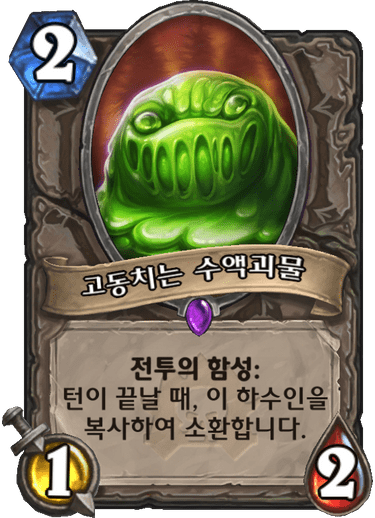 2
고동치는 수액괴물
전투의 함성:
턴이 끝날 때, 이 하수인을
복사하여 소환합니다.
1
2